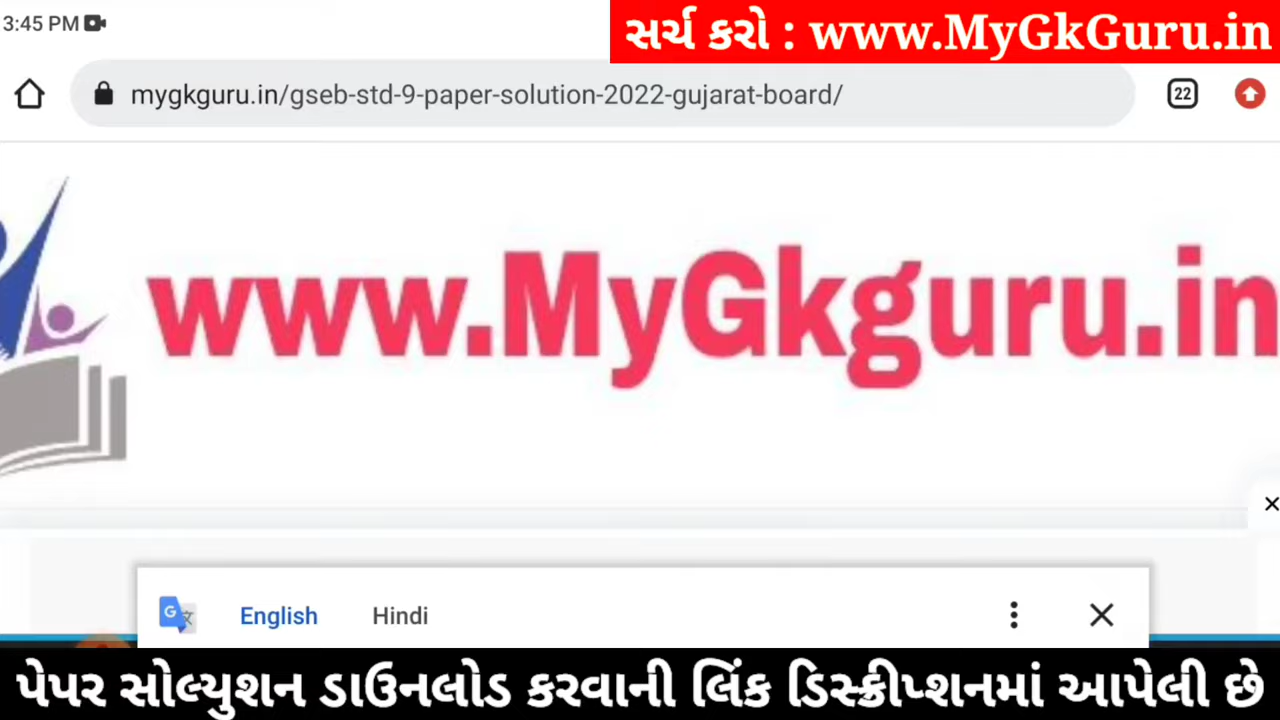 3:45 PM
સર્ચ કરો : www.MyGkGuru.in
mygkguru.in/gseb-std-9-paper-solution-2022-gujarat-board/
22
www.MyGkguru.in
English Hindi
પેપર સોલ્યુશન ડાઉનલોડ કરવાની લિંક ડિસ્ક્રીપ્શનમાં આપેલી છે